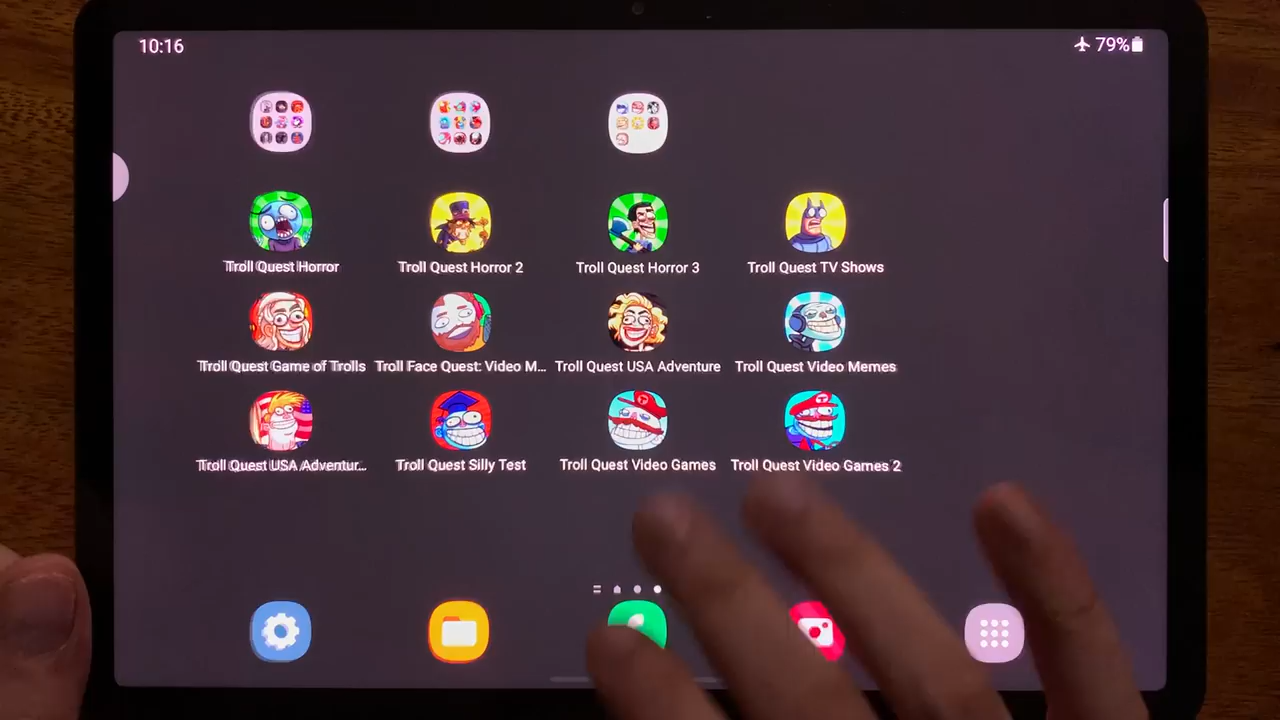 10:16
79%
Troll Quest Horror
Troll Quest Horror 2
Troll Quest Horror 3
Troll Quest TV Shows
Troll Quest Game of Trolls
Troll Face Quest: Video M...
Troll Quest USA Adventure
Troll Quest Video Memes
Troll Quest USA Adventur...
Troll Quest Silly Test
Troll Quest Video Games
Troll Quest Video Games 2